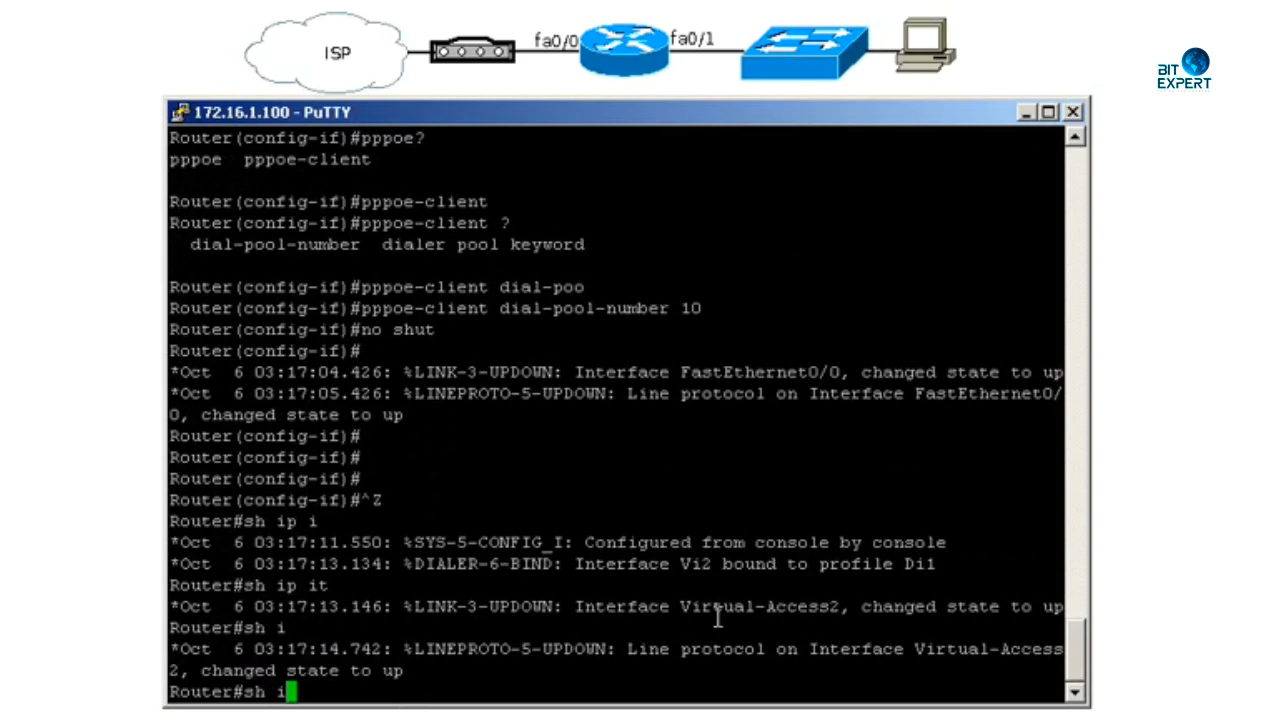 ISP
fa0/0
fa0/1
BIT
EXPERT
172.16.1.100 - PuTTY
Router(config-if)#pppoe?
pppoe  pppoe-client
Router(config-if)#pppoe-client
Router(config-if)#pppoe-client ?
  dial-pool-number  dialer pool keyword
Router(config-if)#pppoe-client dial-poo
Router(config-if)#pppoe-client dial-pool-number 10
Router(config-if)#no shut
Router(config-if)#
*Oct  6 03:17:04.426: %LINK-3-UPDOWN: Interface FastEthernet0/0, changed state to up
*Oct  6 03:17:05.426: %LINEPROTO-5-UPDOWN: Line protocol on Interface FastEthernet0/
0, changed state to up
Router(config-if)#
Router(config-if)#
Router(config-if)#
Router(config-if)#^Z
Router#sh ip i
*Oct  6 03:17:11.550: %SYS-5-CONFIG_I: Configured from console by console
*Oct  6 03:17:13.134: %DIALER-6-BIND: Interface Vi2 bound to profile Di1
Router#sh ip it
*Oct  6 03:17:13.146: %LINK-3-UPDOWN: Interface Virtual-Access2, changed state to up
Router#sh i
*Oct  6 03:17:14.742: %LINEPROTO-5-UPDOWN: Line protocol on Interface Virtual-Access
2, changed state to up
Router#sh i